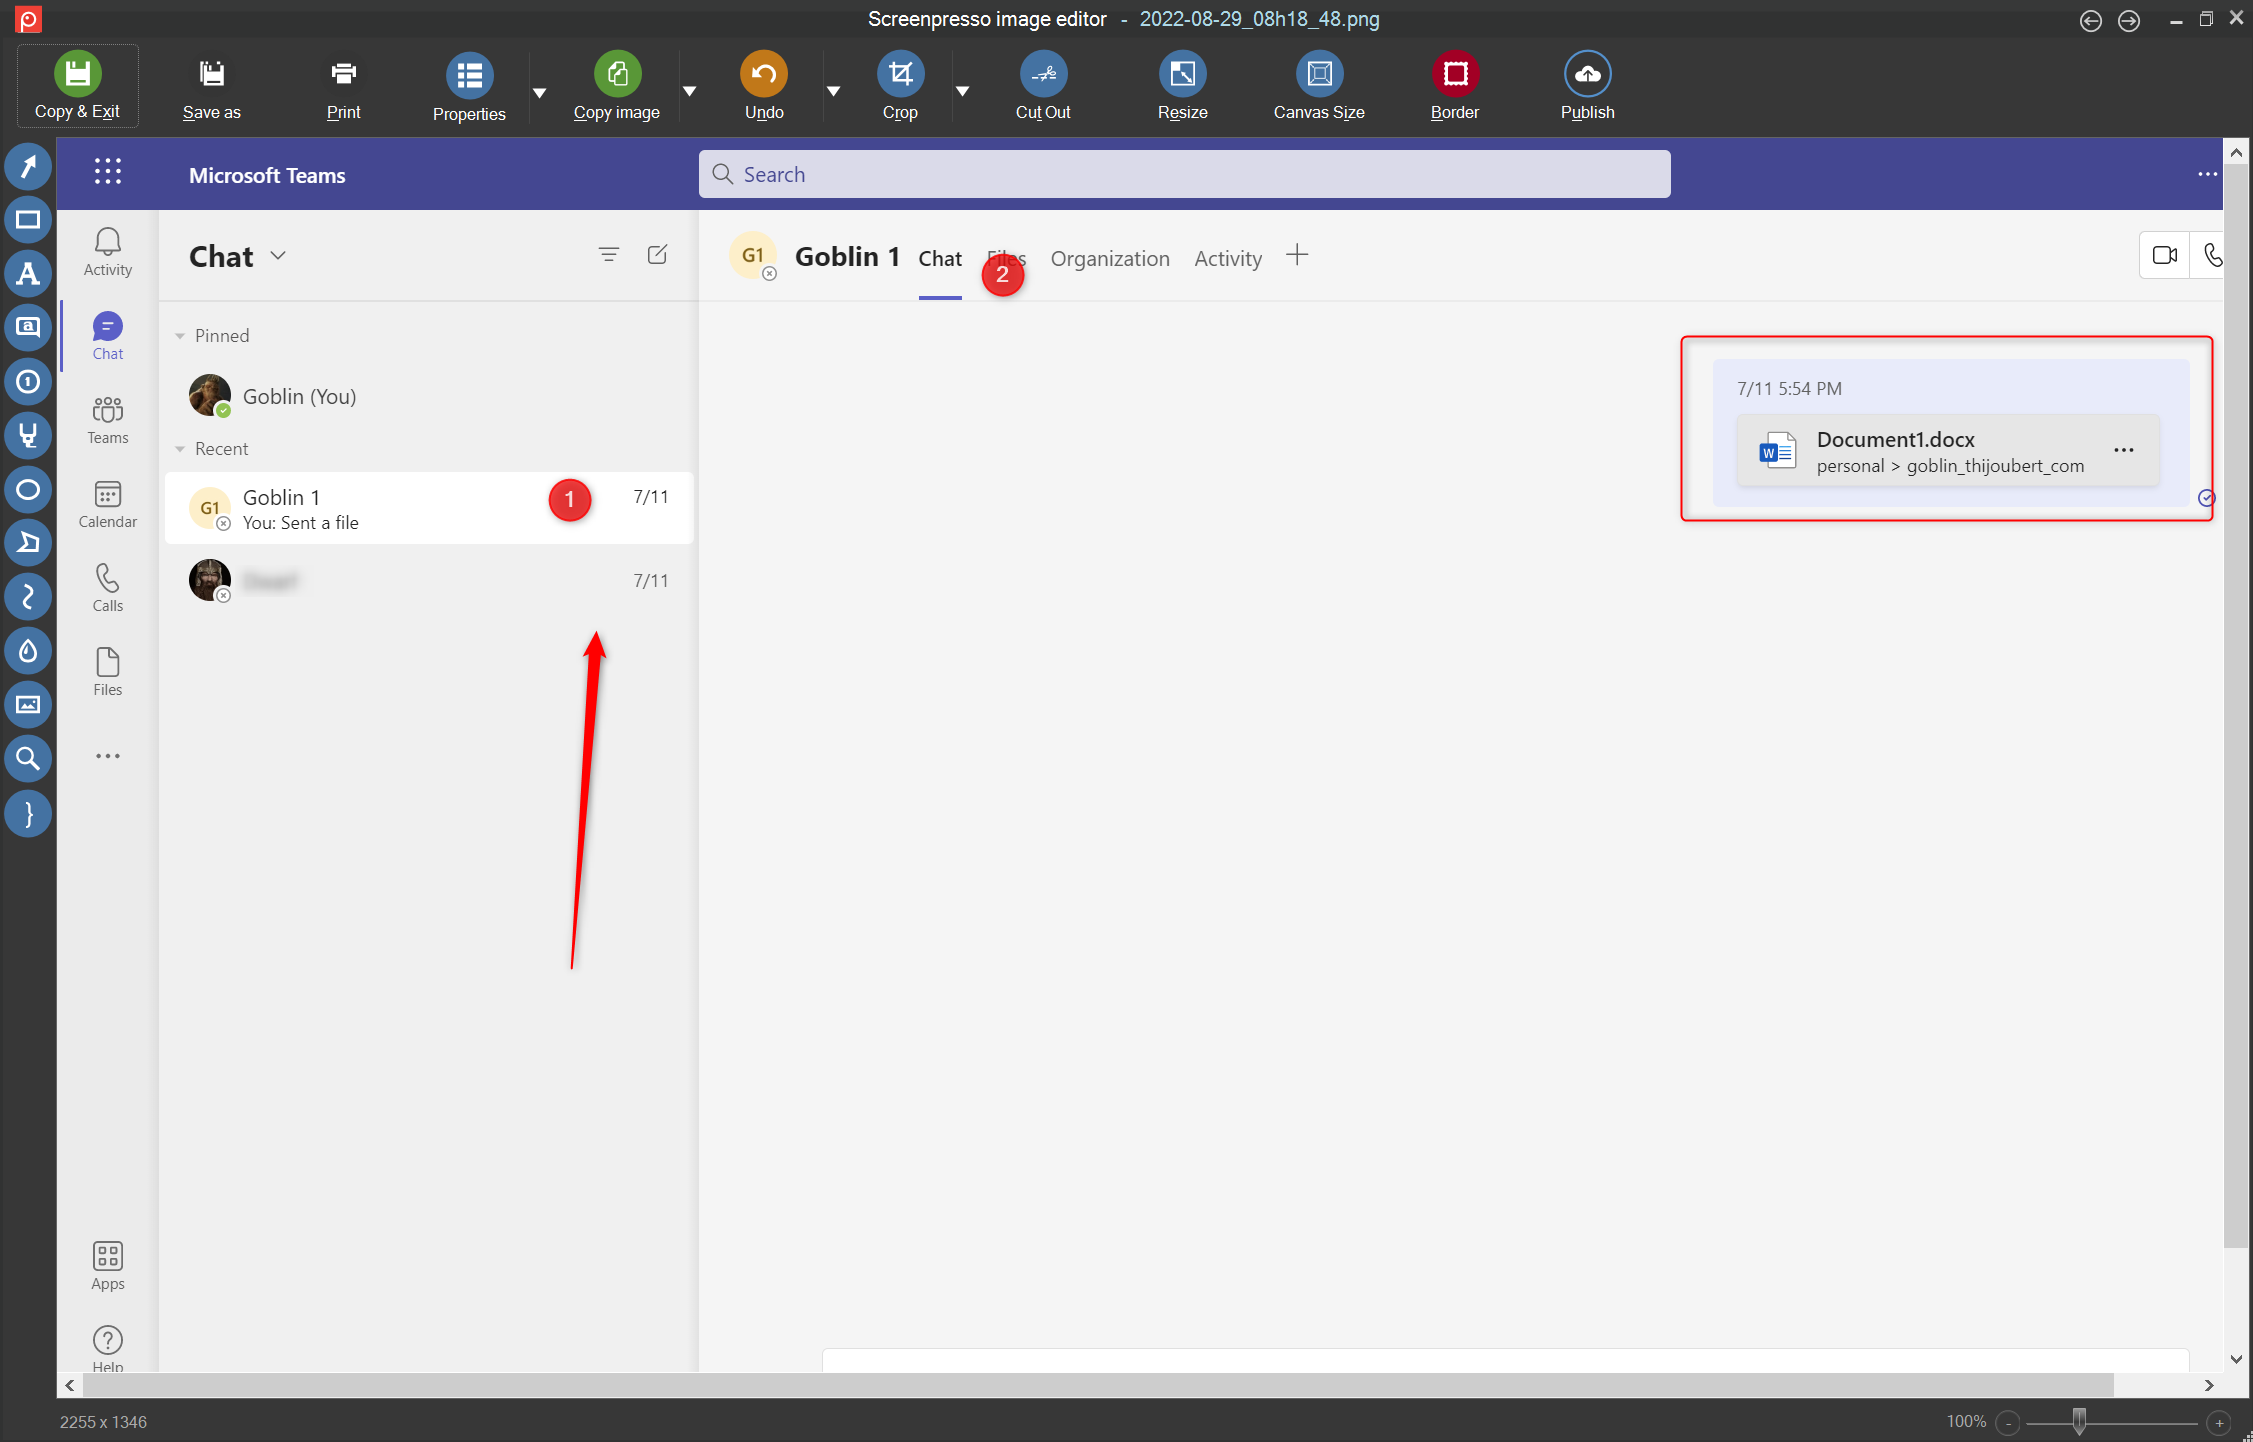 Screenpresso image editor - 2022-08-29_08h18_48.png
Copy & Exit
Save as
Print
Properties
Copy image
Undo
Crop
Cut Out
Resize
Canvas Size
Border
Publish
Microsoft Teams
Search
Activity
Chat
Teams
Calendar
Calls
Files
Apps
Help
Chat
Pinned
Goblin (You)
Recent
G1
Goblin 1
7/11
You: Sent a file
1
7/11
G1
Goblin 1
Chat
Files
2
Organization
Activity
7/11 5:54 PM
Document1.docx
personal > goblin_thijoubert_com
2255 x 1346
100%